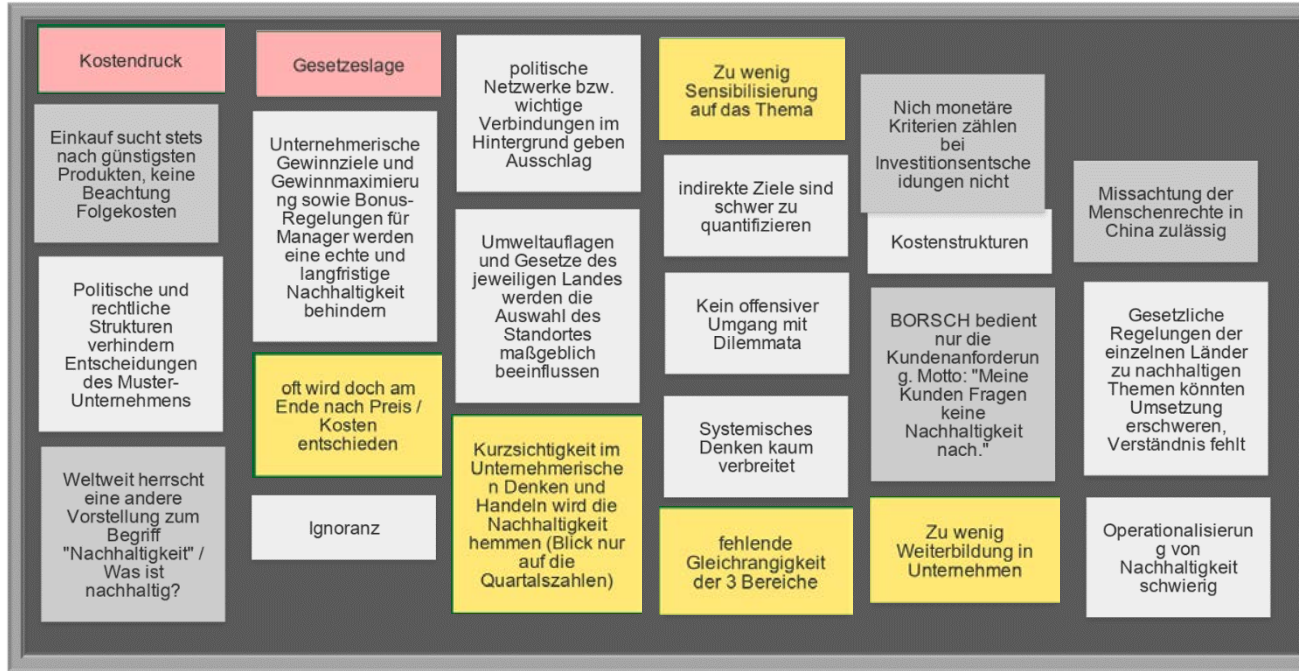 Kostendruck
Einkauf sucht stets
nach günstigsten
Produkten, keine
Beachtung
Folgekosten
Politische und
rechtliche
Strukturen
verhindern
Entscheidungen
des Muster-
Unternehmens
Weltweit herrscht
eine andere
Vorstellung zum
Begriff
"Nachhaltigkeit" /
Was ist
nachhaltig?
Gesetzeslage
Unternehmerische
Gewinnziele und
Gewinnmaximieru
ng sowie Bonus-
Regelungen für
Manager werden
eine echte und
langfristige
Nachhaltigkeit
behindern
oft wird doch am
Ende nach Preis /
Kosten
entschieden
Ignoranz
politische
Netzwerke bzw.
wichtige
Verbindungen im
Hintergrund geben
Ausschlag
Umweltauflagen
und Gesetze des
jeweiligen Landes
werden die
Auswahl des
Standortes
maßgeblich
beeinflussen
Kurzsichtigkeit im
Unternehmerische
n Denken und
Handeln wird die
Nachhaltigkeit
hemmen (Blick nur
auf die
Quartalszahlen)
Zu wenig
Sensibilisierung
auf das Thema
indirekte Ziele sind
schwer zu
quantifizieren
Kein offensiver
Umgang mit
Dilemmata
Systemisches
Denken kaum
verbreitet
fehlende
Gleichrangigkeit
der 3 Bereiche
Nich monetäre
Kriterien zählen
bei
Investitionsentsche
idungen nicht
Kostenstrukturen
BORSCH bedient
nur die
Kundenanforderun
g. Motto: "Meine
Kunden Fragen
keine
Nachhaltigkeit
nach."
Zu wenig
Weiterbildung in
Unternehmen
Missachtung der
Menschenrechte in
China zulässig
Gesetzliche
Regelungen der
einzelnen Länder
zu nachhaltigen
Themen könnten
Umsetzung
erschweren,
Verständnis fehlt
Operationalisierun
g von
Nachhaltigkeit
schwierig